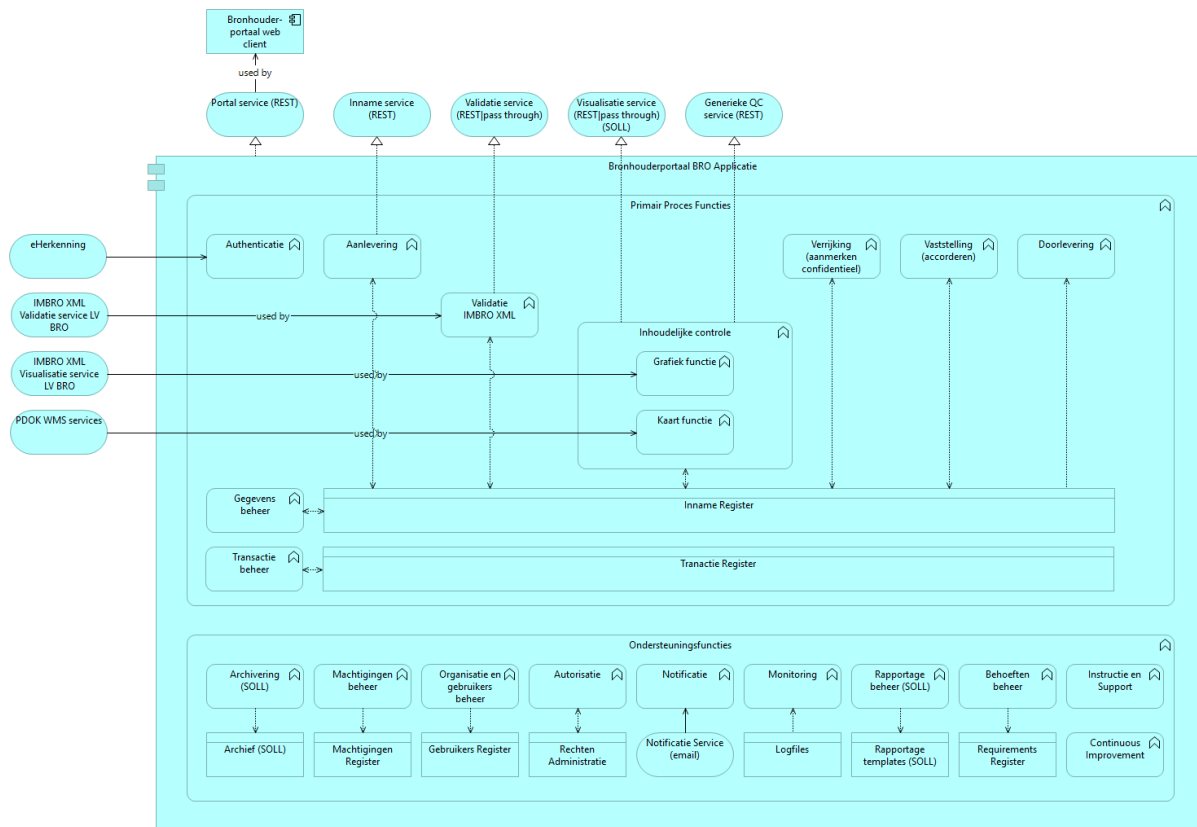 Bronhouder-
portaal web
client
used by
Portal service (REST)
Inname service
(REST)
Validatie service
(REST|pass through)
Visualisatie service
(REST|pass through)
(SOLL)
Generieke QC
service (REST)
Bronhouderportaal BRO Applicatie
Primair Proces Functies
eHerkenning
Authenticatie
Aanlevering
Verrijking
(aanmerken
confidentieel)
Vaststelling
(accorderen)
Doorlevering
IMBRO XML
Validatie service LV
BRO
used by
Validatie
IMBRO XML
Inhoudelijke controle
IMBRO XML
Visualisatie service
LV BRO
used by
Grafiek functie
PDOK WMS services
used by
Kaart functie
Gegevens
beheer
Inname Register
Transactie
beheer
Tranactie Register
Ondersteuningsfuncties
Archivering
(SOLL)
Machtigingen
beheer
Organisatie en
gebruikers
beheer
Autorisatie
Notificatie
Monitoring
Rapportage
beheer (SOLL)
Behoeften
beheer
Instructie en
Support
Archief (SOLL)
Machtigingen
Register
Gebruikers Register
Rechten
Administratie
Notificatie Service
(email)
Logfiles
Rapportage
templates (SOLL)
Requirements
Register
Continuous
Improvement